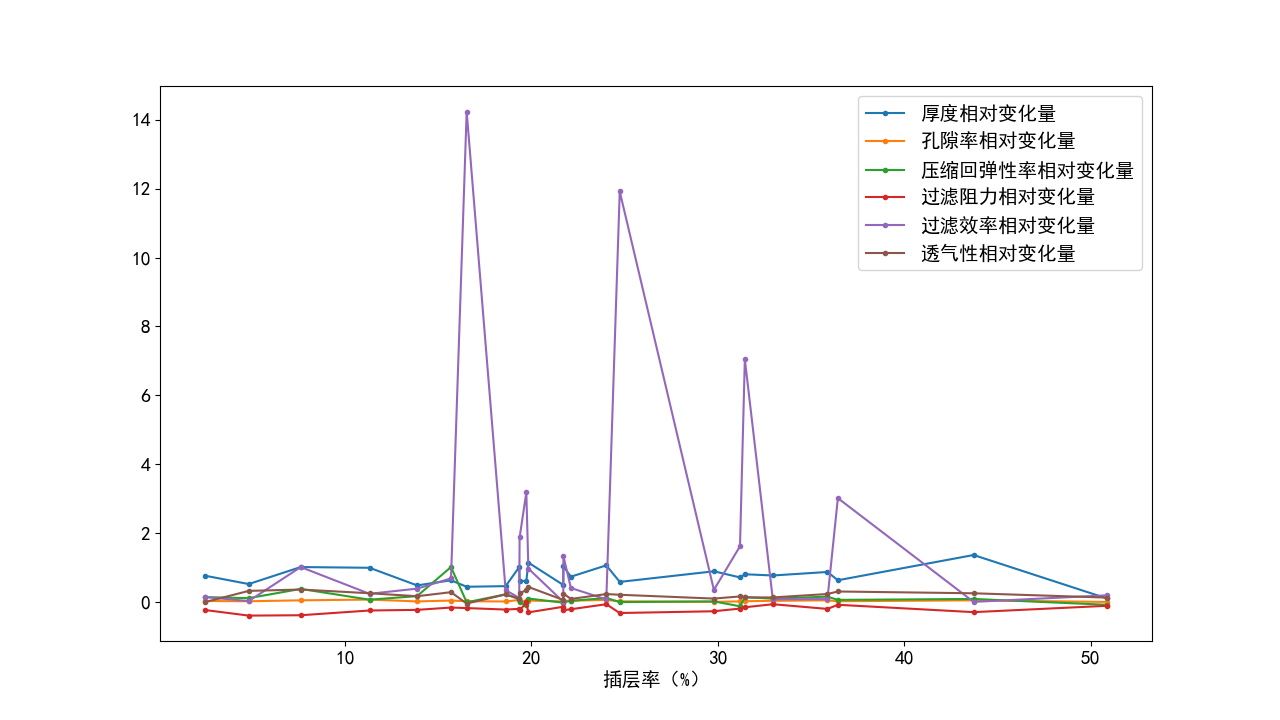 14
12
10
8
6
4
2
0
厚度相对变化量
孔隙率相对变化量
压缩回弹性率相对变化量
过滤阻力相对变化量
过滤效率相对变化量
透气性相对变化量
10 20 30 40 50
插层率（%）